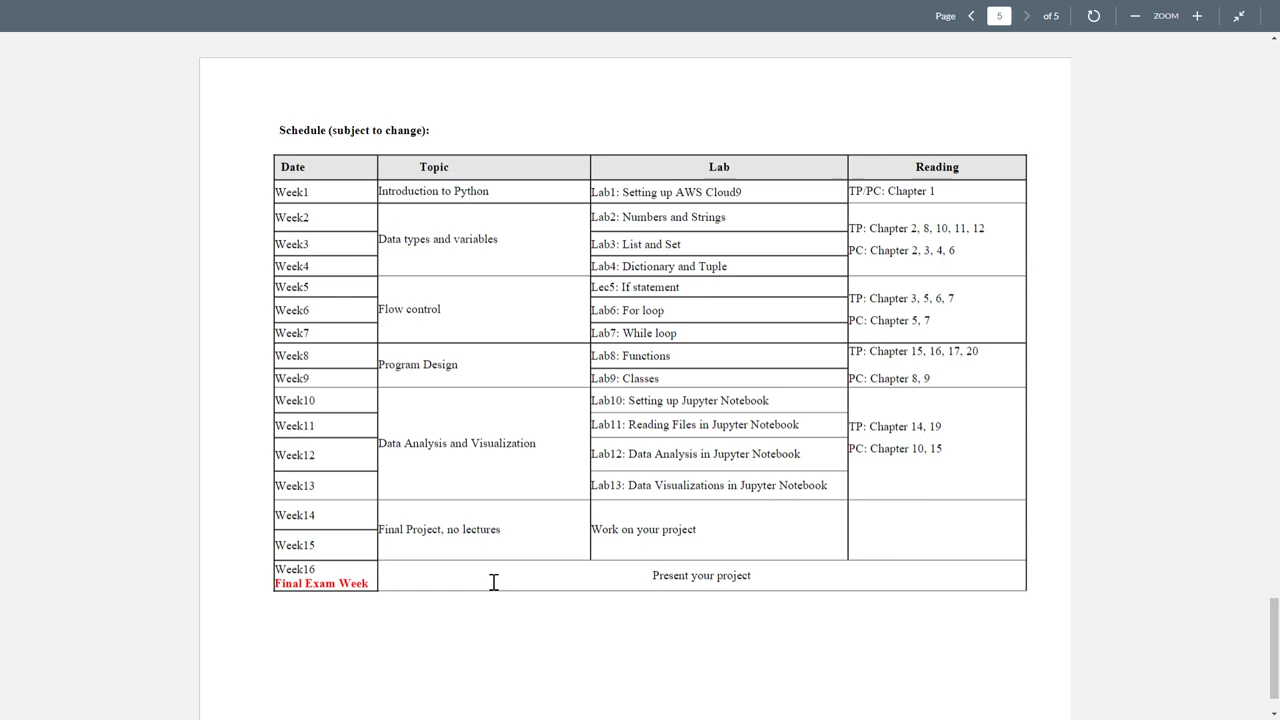 Page 5 of 5 ZOOM
Schedule (subject to change):
Date Topic Lab Reading
Week1 Introduction to Python Lab1: Setting up AWS Cloud9 TP/PC: Chapter 1
Week2 Lab2: Numbers and Strings
Data types and variables
TP: Chapter 2, 8, 10, 11, 12
PC: Chapter 2, 3, 4, 6
Week3 Lab3: List and Set
Week4 Lab4: Dictionary and Tuple
Week5 Lec5: If statement
Flow control
TP: Chapter 3, 5, 6, 7
PC: Chapter 5, 7
Week6 Lab6: For loop
Week7 Lab7: While loop
Week8 Lab8: Functions
Program Design
TP: Chapter 15, 16, 17, 20
PC: Chapter 8, 9
Week9 Lab9: Classes
Week10 Lab10: Setting up Jupyter Notebook
Data Analysis and Visualization
TP: Chapter 14, 19
PC: Chapter 10, 15
Week11 Lab11: Reading Files in Jupyter Notebook
Week12 Lab12: Data Analysis in Jupyter Notebook
Week13 Lab13: Data Visualizations in Jupyter Notebook
Week14
Final Project, no lectures Work on your project
Week15
Week16
Final Exam Week
Present your project